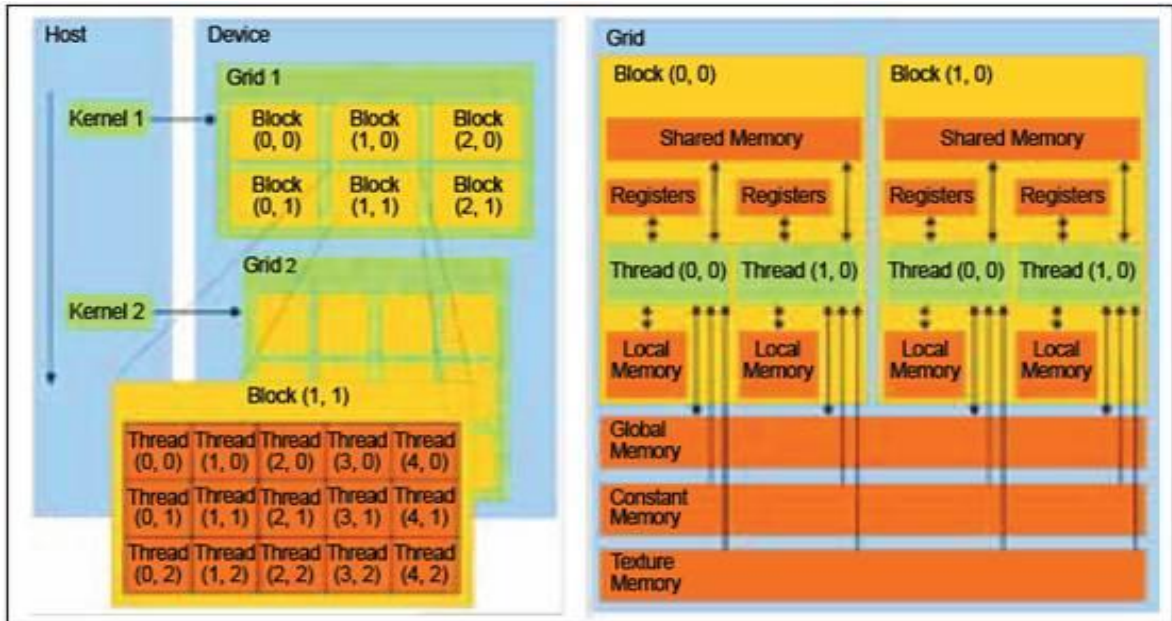 Host
Device
Grid 1
Kernel 1
Block
(0, 0)
Block
(1, 0)
Block
(2, 0)
Block
(0, 1)
Block
(1, 1)
Block
(2, 1)
Grid 2
Kernel 2
Block (1, 1)
Thread
(0, 0)
Thread
(1, 0)
Thread
(2, 0)
Thread
(3, 0)
Thread
(4, 0)
Thread
(0, 1)
Thread
(1, 1)
Thread
(2, 1)
Thread
(3, 1)
Thread
(4, 1)
Thread
(0, 2)
Thread
(1, 2)
Thread
(2, 2)
Thread
(3, 2)
Thread
(4, 2)
Grid
Block (0, 0)
Shared Memory
Registers
Registers
Thread (0, 0)
Thread (1, 0)
Local
Memory
Local
Memory
Block (1, 0)
Shared Memory
Registers
Registers
Thread (0, 0)
Thread (1, 0)
Local
Memory
Local
Memory
Global
Memory
Constant
Memory
Texture
Memory